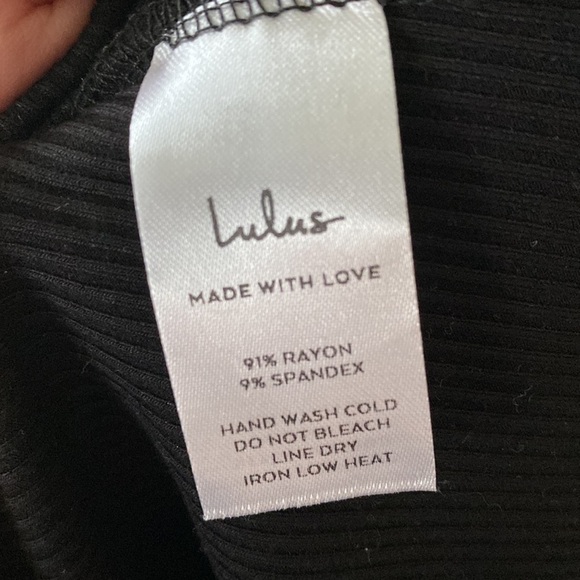 Lulus
MADE WITH LOVE
91% RAYON
9% SPANDEX
HAND WASH COLD
DO NOT BLEACH
LINE DRY
IRON LOW HEAT